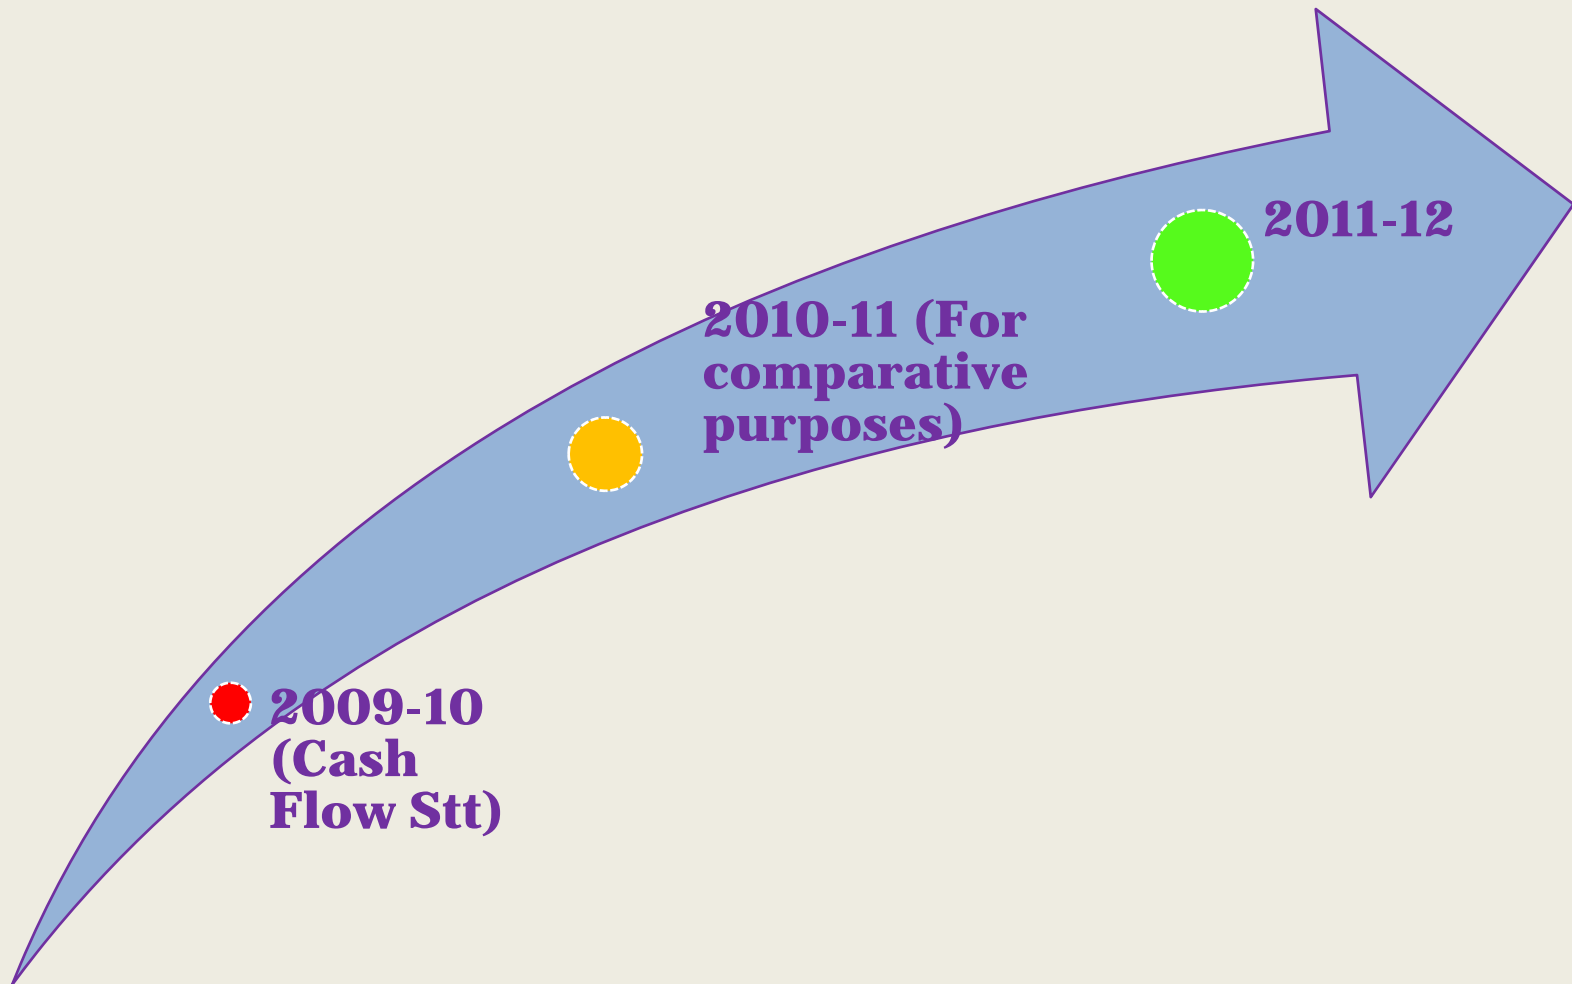 2011-12
2010-11 (For
comparative
purposes)
2009-10
(Cash
Flow Stt)